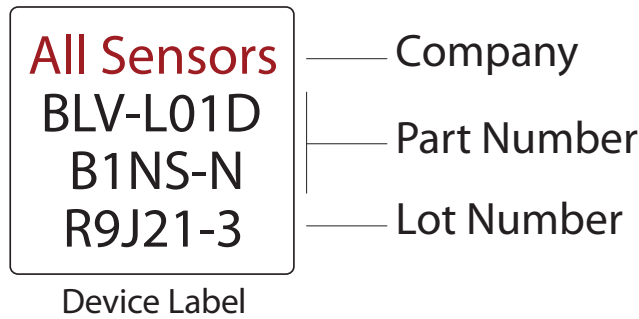 All Sensors
BLV-L01D
B1NS-N
R9J21-3
Company
Part Number
Lot Number
Device Label